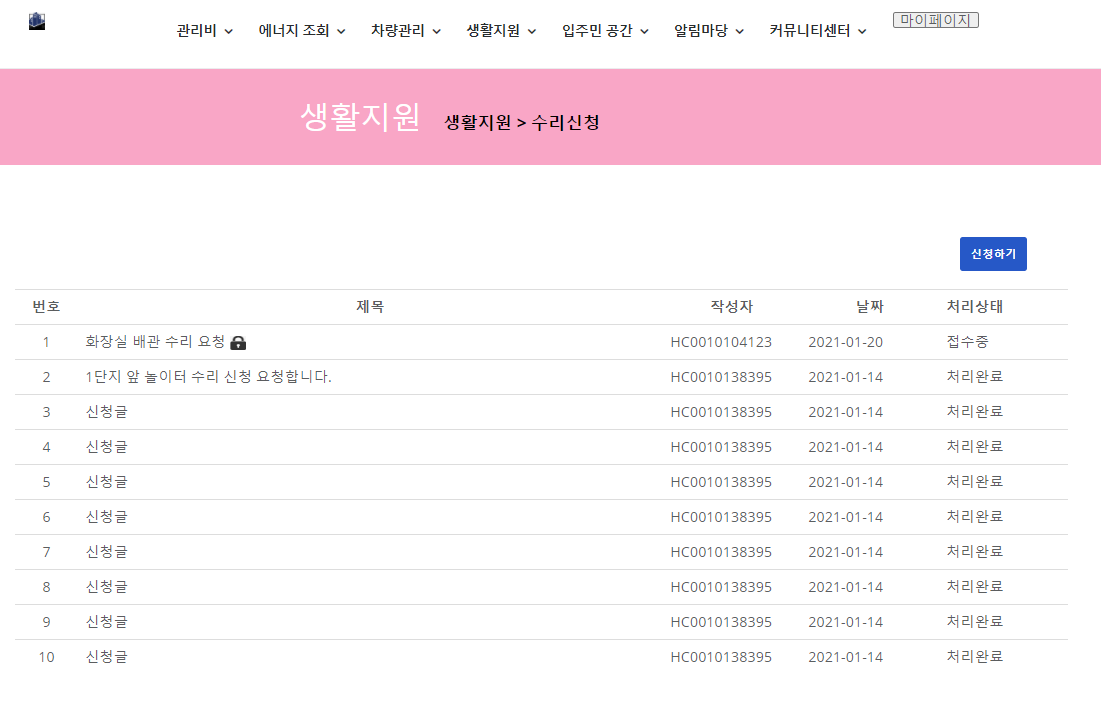 관리비 에너지 조회 차량관리 생활지원 입주민 공간 알림마당 커뮤니티센터 마이페이지
생활지원 생활지원 > 수리신청
신청하기
번호 제목 작성자 날짜 처리상태
1 화장실 배관 수리 요청 HC0010104123 2021-01-20 접수중
2 1단지 앞 놀이터 수리 신청 요청합니다. HC0010138395 2021-01-14 처리완료
3 신청글 HC0010138395 2021-01-14 처리완료
4 신청글 HC0010138395 2021-01-14 처리완료
5 신청글 HC0010138395 2021-01-14 처리완료
6 신청글 HC0010138395 2021-01-14 처리완료
7 신청글 HC0010138395 2021-01-14 처리완료
8 신청글 HC0010138395 2021-01-14 처리완료
9 신청글 HC0010138395 2021-01-14 처리완료
10 신청글 HC0010138395 2021-01-14 처리완료